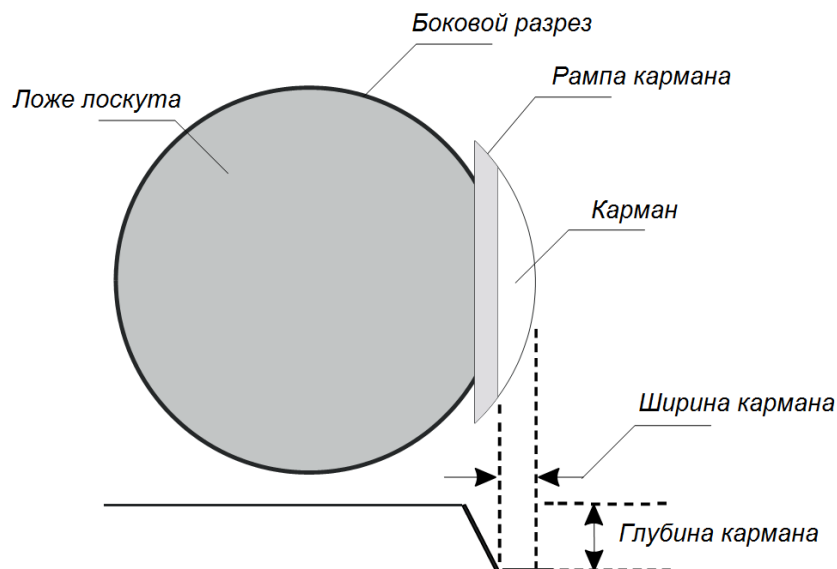 Боковой разрез
Рампа кармана
Ложе лоскута
Карман
Ширина кармана
Глубина кармана